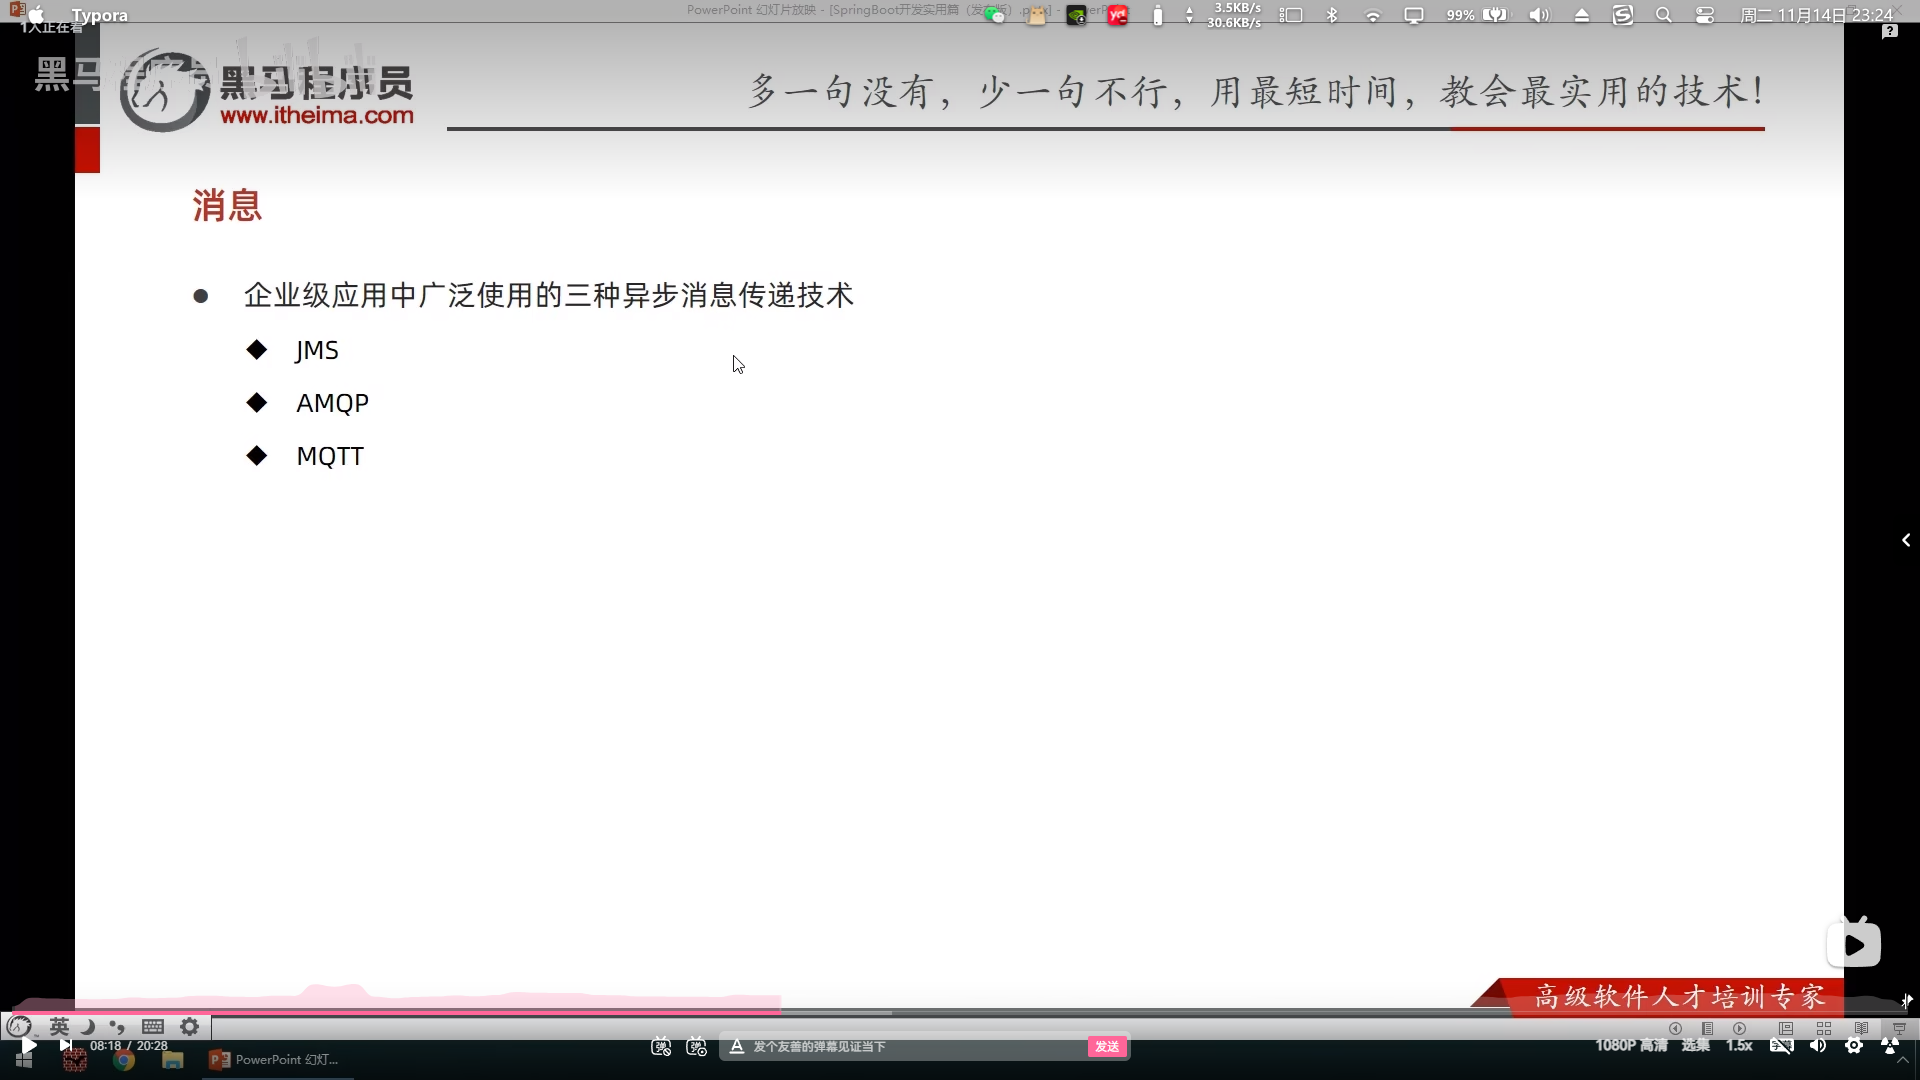 Typora
PowerPoint 幻灯片放映 - [SpringBoot开发实用篇
3.5KB/s
30.6KB/s
99%
周二 11月14日 23:24
1人正在看
黑马程序员
www.itheima.com
多一句没有，少一句不行，用最短时间，教会最实用的技术！
消息
● 企业级应用中广泛使用的三种异步消息传递技术
◆ JMS
◆ AMQP
◆ MQTT
高级软件人才培训专家
英
08:18 / 20:28
PowerPoint 幻灯...
发个友善的弹幕见证当下
发送
1080P 高清
选集
1.5x